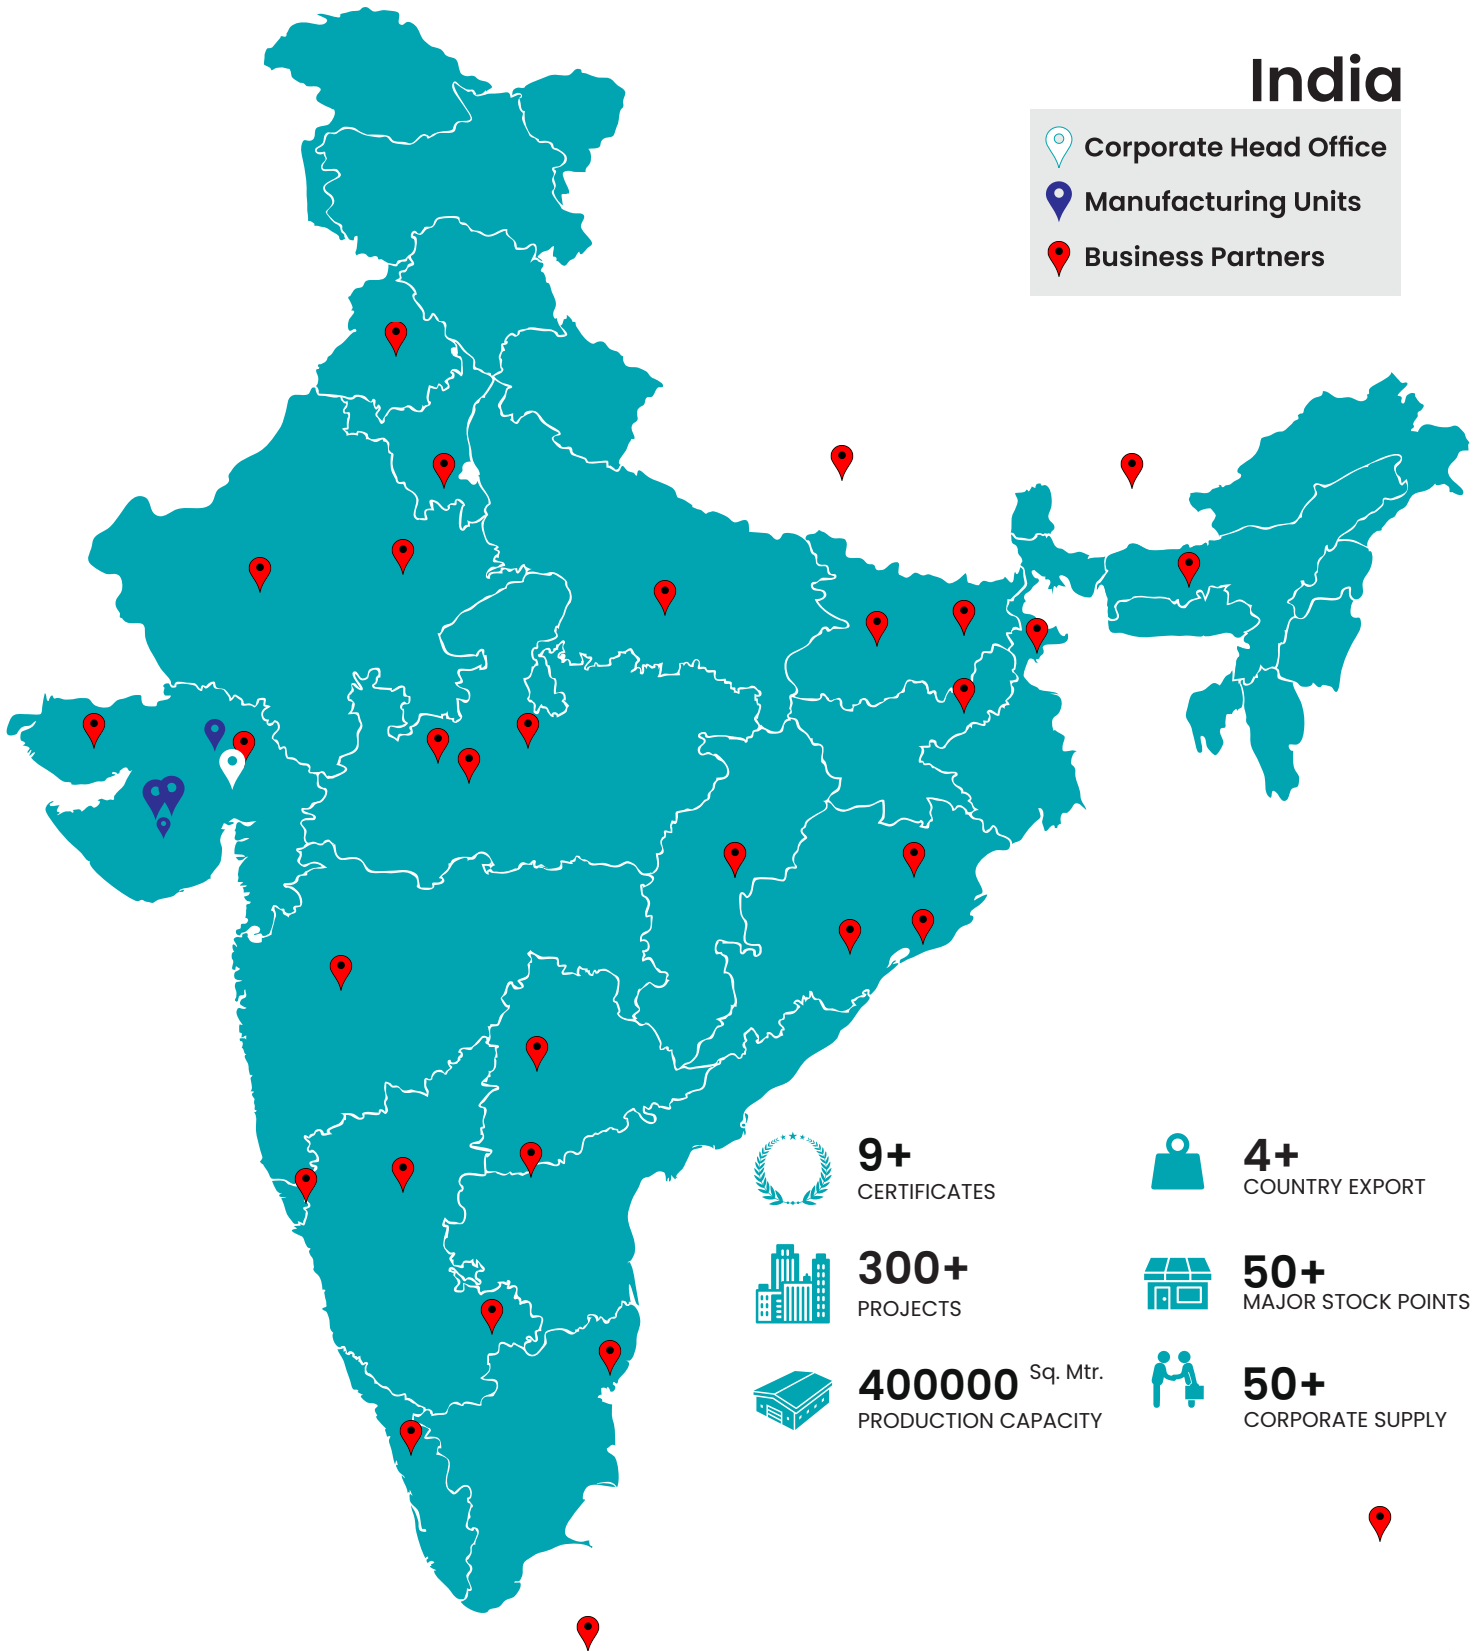 India
Corporate Head Office
Manufacturing Units
Business Partners
9+
CERTIFICATES
4+
COUNTRY EXPORT
300+
PROJECTS
50+
MAJOR STOCK POINTS
400000 Sq. Mtr.
PRODUCTION CAPACITY
50+
CORPORATE SUPPLY